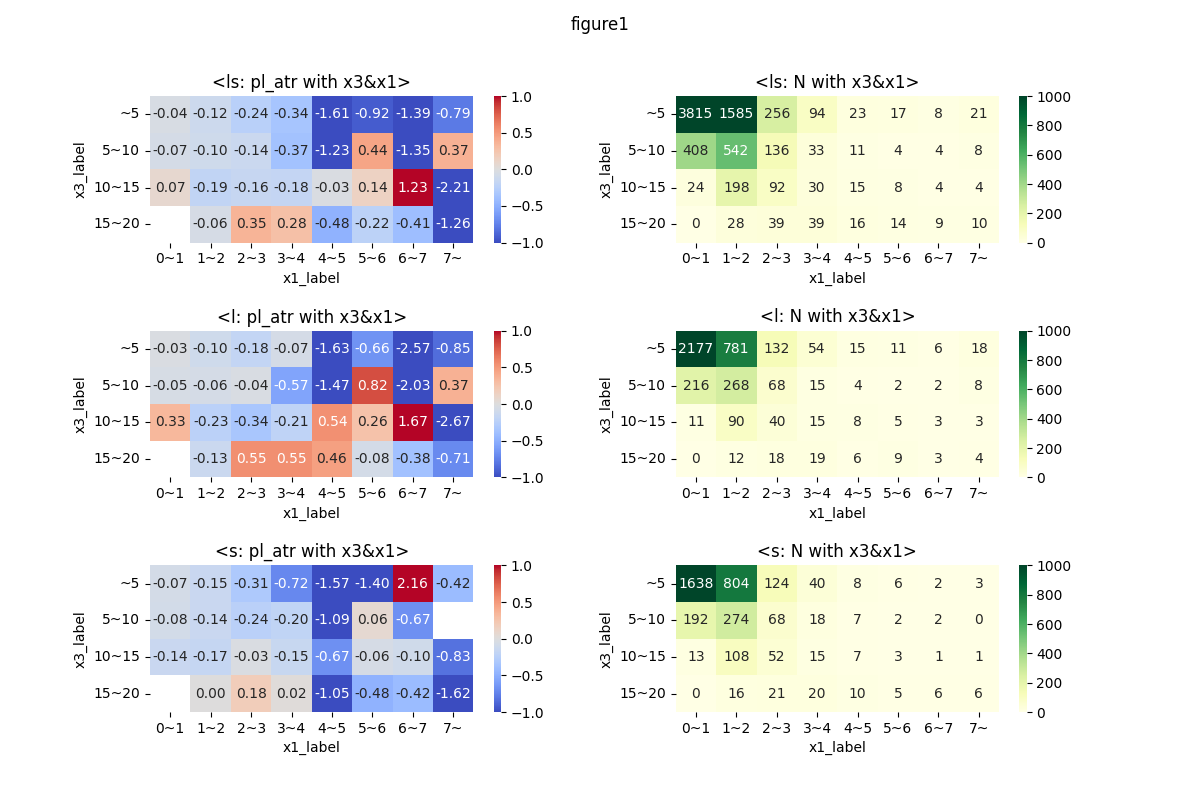 figure1
<ls: pl_atr with x3&x1>
x3_label
~5 -0.04 -0.12 -0.24 -0.34 -1.61 -0.92 -1.39 -0.79
5~10 -0.07 -0.10 -0.14 -0.37 -1.23 0.44 -1.35 0.37
10~15 0.07 -0.19 -0.16 -0.18 -0.03 0.14 1.23 -2.21
15~20 -0.06 0.35 0.28 -0.48 -0.22 -0.41 -1.26
0~1 1~2 2~3 3~4 4~5 5~6 6~7 7~
x1_label
1.0
0.5
0.0
−0.5
−1.0
<ls: N with x3&x1>
x3_label
~5 3815 1585 256 94 23 17 8 21
5~10 408 542 136 33 11 4 4 8
10~15 24 198 92 30 15 8 4 4
15~20 0 28 39 39 16 14 9 10
0~1 1~2 2~3 3~4 4~5 5~6 6~7 7~
x1_label
1000
800
600
400
200
0
<l: pl_atr with x3&x1>
x3_label
~5 -0.03 -0.10 -0.18 -0.07 -1.63 -0.66 -2.57 -0.85
5~10 -0.05 -0.06 -0.04 -0.57 -1.47 0.82 -2.03 0.37
10~15 0.33 -0.23 -0.34 -0.21 0.54 0.26 1.67 -2.67
15~20 -0.13 0.55 0.55 0.46 -0.08 -0.38 -0.71
0~1 1~2 2~3 3~4 4~5 5~6 6~7 7~
x1_label
1.0
0.5
0.0
−0.5
−1.0
<l: N with x3&x1>
x3_label
~5 2177 781 132 54 15 11 6 18
5~10 216 268 68 15 4 2 2 8
10~15 11 90 40 15 8 5 3 3
15~20 0 12 18 19 6 9 3 4
0~1 1~2 2~3 3~4 4~5 5~6 6~7 7~
x1_label
1000
800
600
400
200
0
<s: pl_atr with x3&x1>
x3_label
~5 -0.07 -0.15 -0.31 -0.72 -1.57 -1.40 2.16 -0.42
5~10 -0.08 -0.14 -0.24 -0.20 -1.09 0.06 -0.67
10~15 -0.14 -0.17 -0.03 -0.15 -0.67 -0.06 -0.10 -0.83
15~20 0.00 0.18 0.02 -1.05 -0.48 -0.42 -1.62
0~1 1~2 2~3 3~4 4~5 5~6 6~7 7~
x1_label
1.0
0.5
0.0
−0.5
−1.0
<s: N with x3&x1>
x3_label
~5 1638 804 124 40 8 6 2 3
5~10 192 274 68 18 7 2 2 0
10~15 13 108 52 15 7 3 1 1
15~20 0 16 21 20 10 5 6 6
0~1 1~2 2~3 3~4 4~5 5~6 6~7 7~
x1_label
1000
800
600
400
200
0